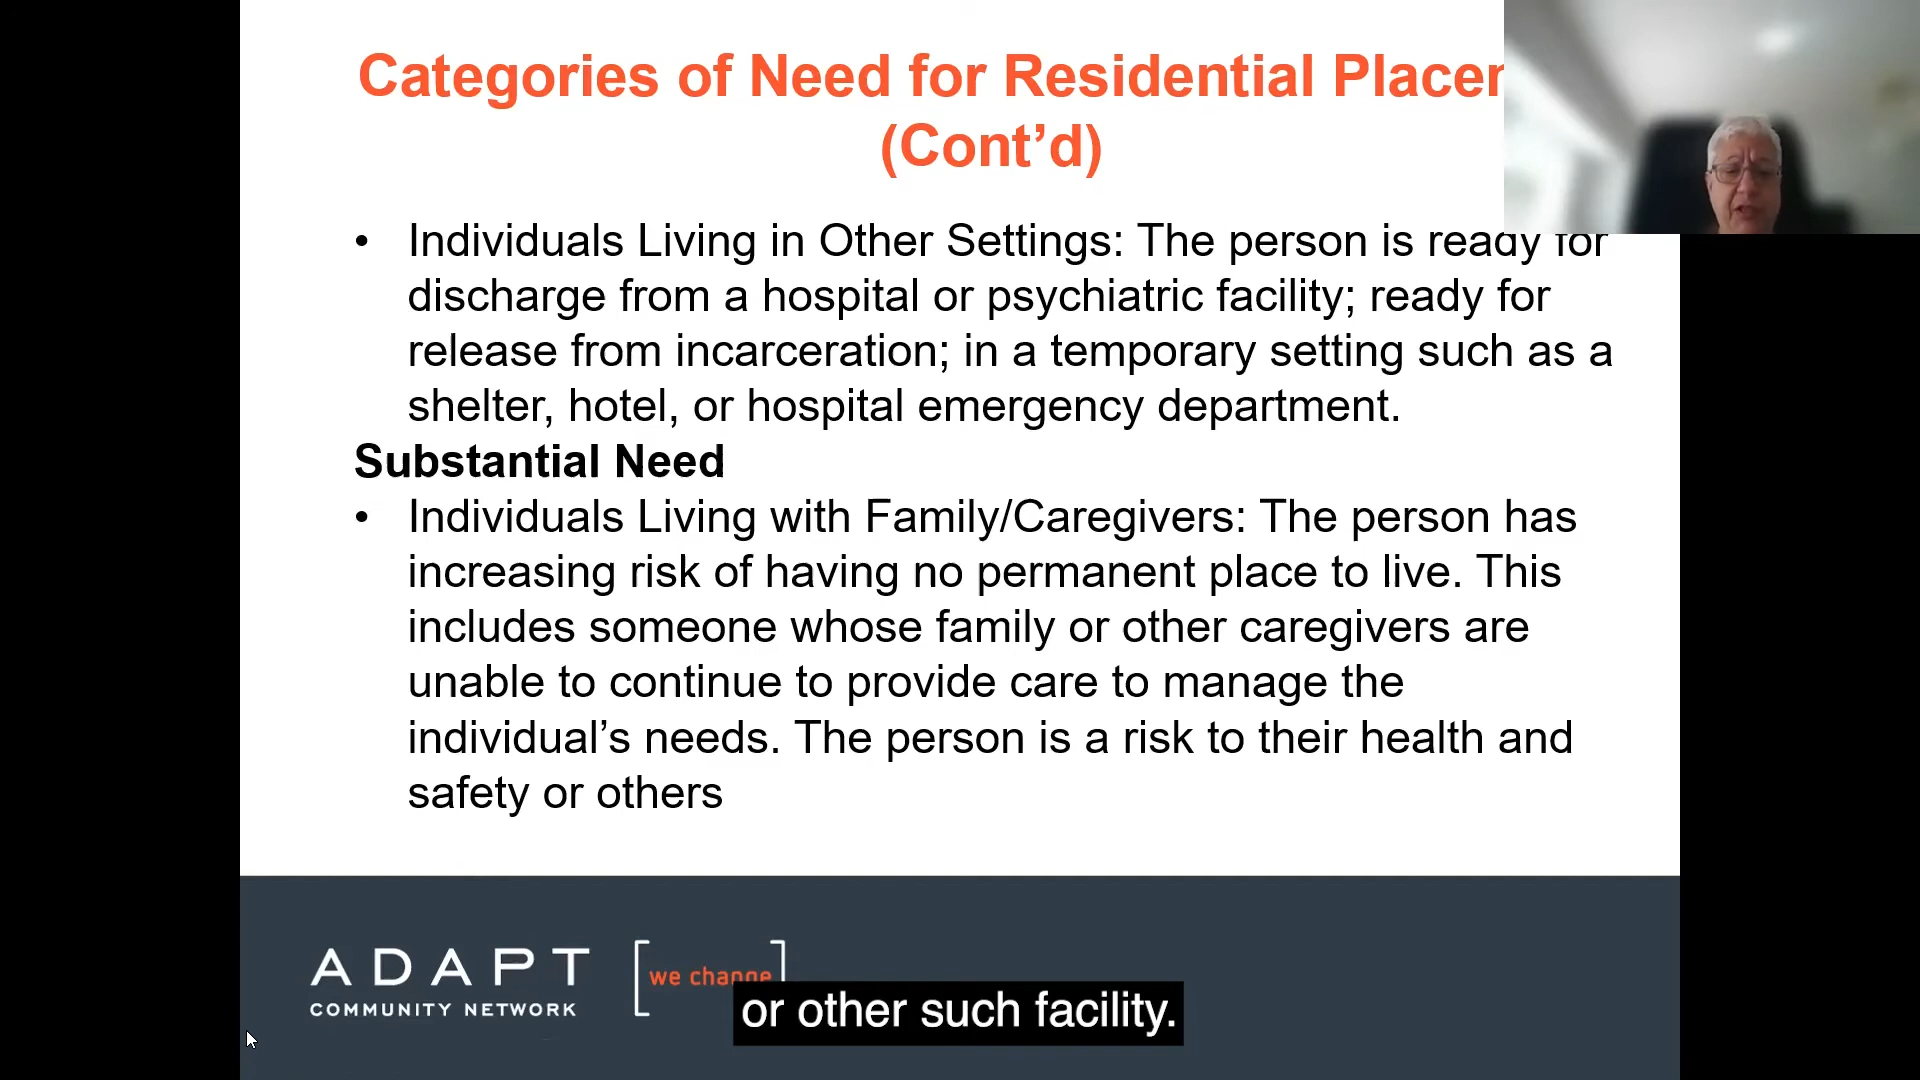 Categories of Need for Residential Placem
(Cont’d)
• Individuals Living in Other Settings: The person is ready for
discharge from a hospital or psychiatric facility; ready for
release from incarceration; in a temporary setting such as a
shelter, hotel, or hospital emergency department.
Substantial Need
• Individuals Living with Family/Caregivers: The person has
increasing risk of having no permanent place to live. This
includes someone whose family or other caregivers are
unable to continue to provide care to manage the
individual’s needs. The person is a risk to their health and
safety or others
ADAPT
COMMUNITY NETWORK
[we change]
or other such facility.